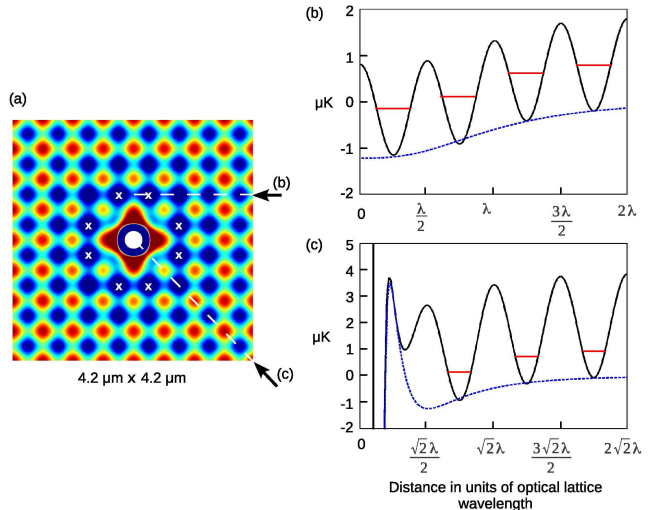 (a)
x x
x x
x x
x x
(b)
(c)
4.2 µm x 4.2 µm
(b)
2
1
µK
0
-1
-2
0 λ/2 λ 3λ/2 2λ
(c)
5
4
3
2
µK
1
0
-1
-2
0 √2λ/2 √2λ 3√2λ/2 2√2λ
Distance in units of optical lattice
wavelength